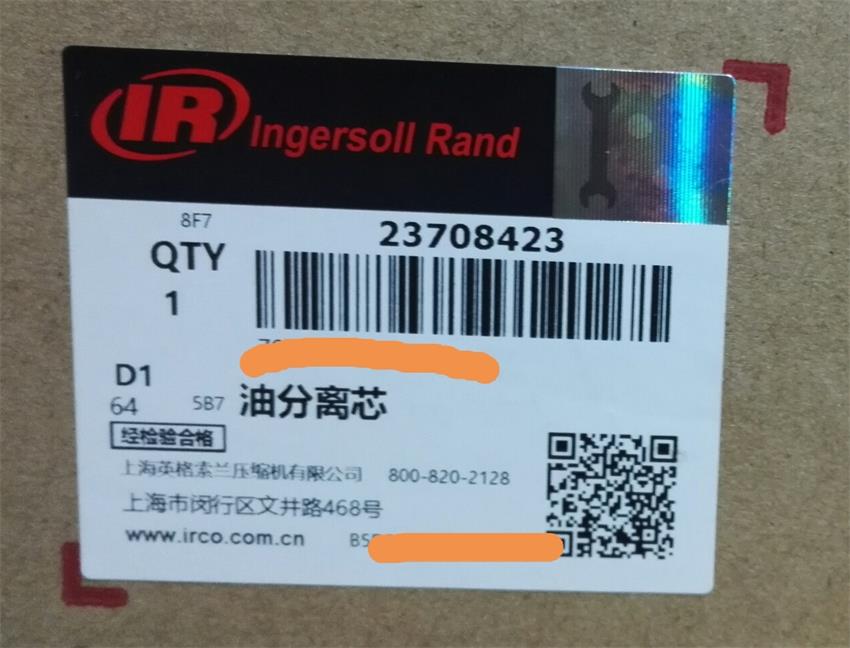 IR Ingersoll Rand
8F7
23708423
QTY
1
D1
64 5B7 油分离芯
经检验合格
上海英格索兰压缩机有限公司 800-820-2128
上海市闵行区文井路468号
www.irco.com.cn